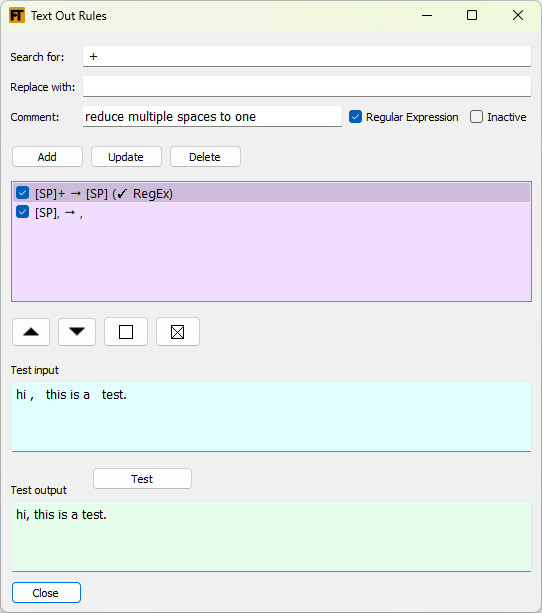 FT Text Out Rules
Search for: +
Replace with:
Comment: reduce multiple spaces to one Regular Expression Inactive
Add Update Delete
[SP]+ → [SP] (✓ RegEx)
[SP], → ,
Test input
hi ,   this is a   test.
Test
Test output
hi, this is a test.
Close